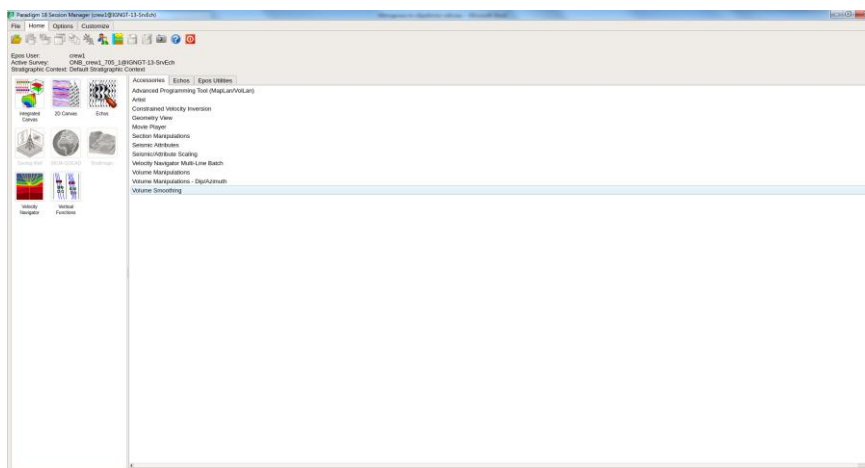 Paradigm 18 Session Manager (crew1@IGNGT-13-SrvEch)
File Home Options Customize
Epos User: crew1
Active Survey: ONB_crew1_705_1@IGNGT-13-SrvEch
Stratigraphic Context: Default Stratigraphic Context
Integrated Canvas
2D Canvas
Echos
Velocity Navigator
Vertical Functions
Accessories Echos Epos Utilities
Advanced Programming Tool (MapLan/VolLan)
Artist
Constrained Velocity Inversion
Geometry View
Movie Player
Section Manipulations
Seismic Attributes
Seismic/Attribute Scaling
Velocity Navigator Multi-Line Batch
Volume Manipulations
Volume Manipulations - Dip/Azimuth
Volume Smoothing